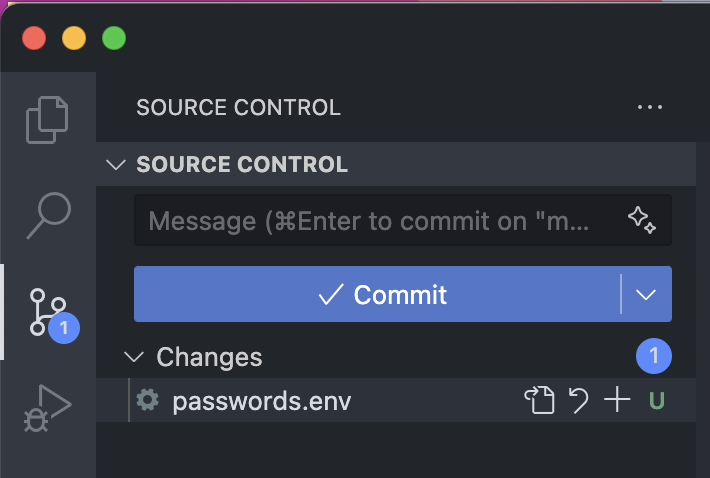 SOURCE CONTROL
SOURCE CONTROL
Message (⌘Enter to commit on "m...
Commit
1
Changes
1
passwords.env
U